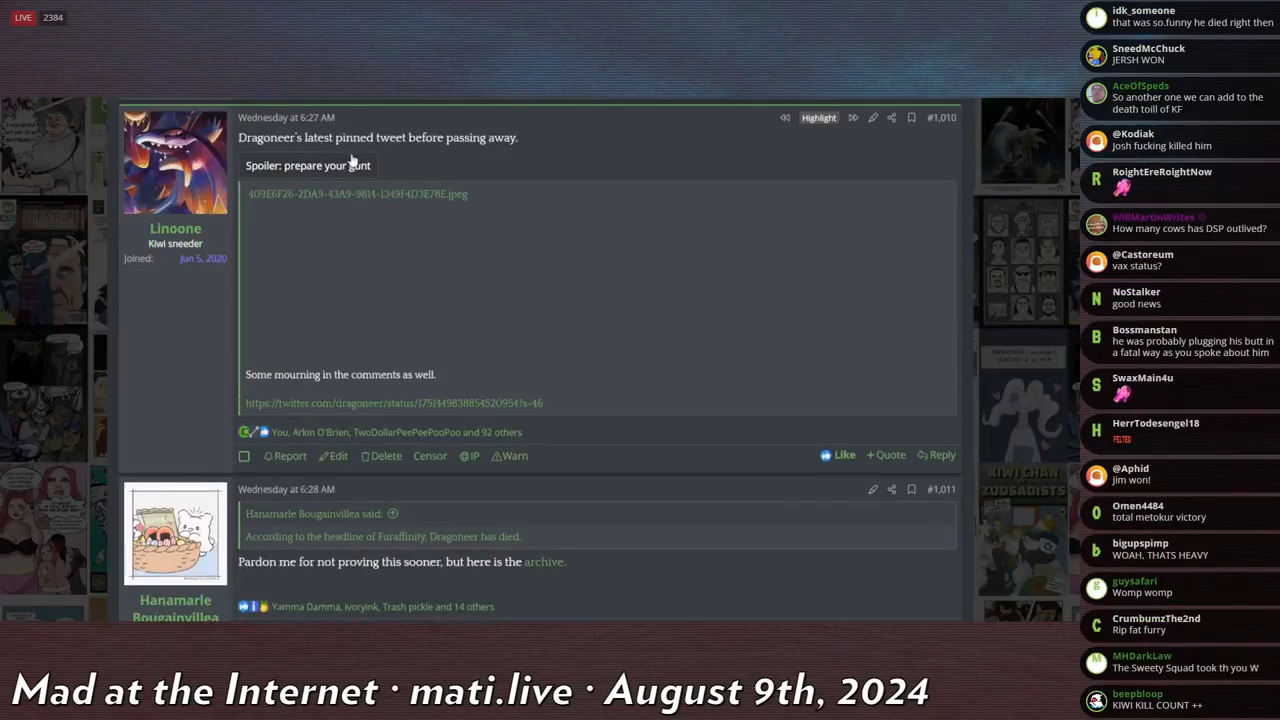 LIVE 2384
Wednesday at 6:27 AM
Highlight
#1,010
Dragoneer's latest pinned tweet before passing away.
Spoiler: prepare your gunt
409E6F26-2DA9-43A9-9814-1349F4D3E78E.jpeg
Linoone
Kiwi sneeder
Joined: Jun 5, 2020
Some mourning in the comments as well.
https://twitter.com/dragoneer/status/1751449838854520954?s=46
You, Arkin O'Brien, TwoDollarPeePeePooPoo and 92 others
Report Edit Delete Censor IP Warn
Like + Quote Reply
Wednesday at 6:28 AM
#1,011
Hanamarle Bougainvillea said:
According to the headline of Furaffinity. Dragoneer has died.
Pardon me for not proving this sooner, but here is the archive.
Hanamarle
Bougainvillea
Yamma Damma, Ivoryink, Trash pickle and 14 others
KIWI CHAN
ZOOSADISTS
idk_someone
that was so.funny he died right then
SneedMcChuck
JERSH WON
AceOfSpeds
So another one we can add to the
death toll of KF
@Kodiak
Josh fucking killed him
RoightEreRoightNow
WillMartinWrites
How many cows has DSP outlived?
@Castoreum
vax status?
NoStalker
good news
Bossmanstan
he was probably plugging his butt in
a fatal way as you spoke about him
SwaxMain4u
HerrTodesengel18
FELTED
@Aphid
Jim won!
Omen4484
total metokur victory
bigupspimp
WOAH, THATS HEAVY
guysafari
Womp womp
CrumbumzThe2nd
Rip fat furry
MHDarkLaw
The Sweety Squad took th you W
beepbloop
KIWI KILL COUNT ++
Mad at the Internet · mati.live · August 9th, 2024